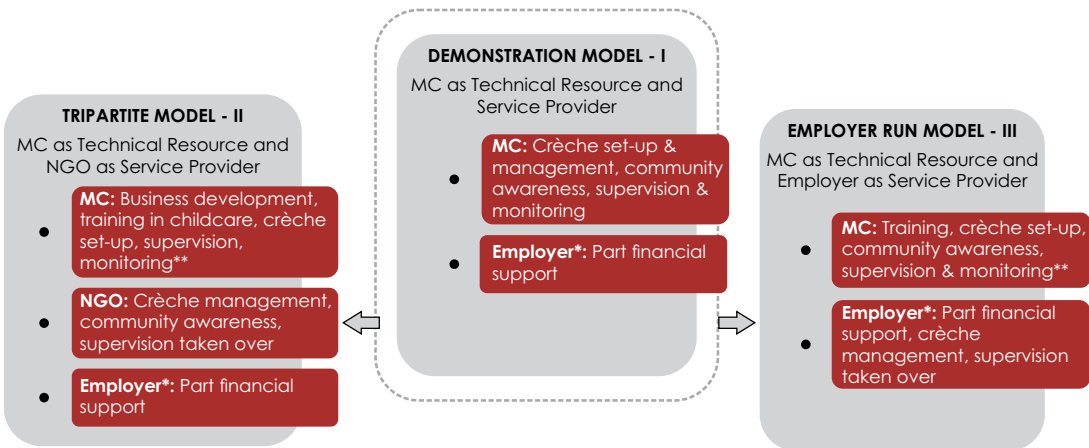 DEMONSTRATION MODEL - I
MC as Technical Resource and
Service Provider
MC: Crèche set-up &
management, community
awareness, supervision &
monitoring
Employer*: Part financial
support
TRIPARTITE MODEL - II
MC as Technical Resource and
NGO as Service Provider
MC: Business development,
training in childcare, crèche
set-up, supervision,
monitoring**
NGO: Crèche management,
community awareness,
supervision taken over
Employer*: Part financial
support
EMPLOYER RUN MODEL - III
MC as Technical Resource and
Employer as Service Provider
MC: Training, crèche set-up,
community awareness,
supervision & monitoring**
Employer*: Part financial
support, crèche
management, supervision
taken over